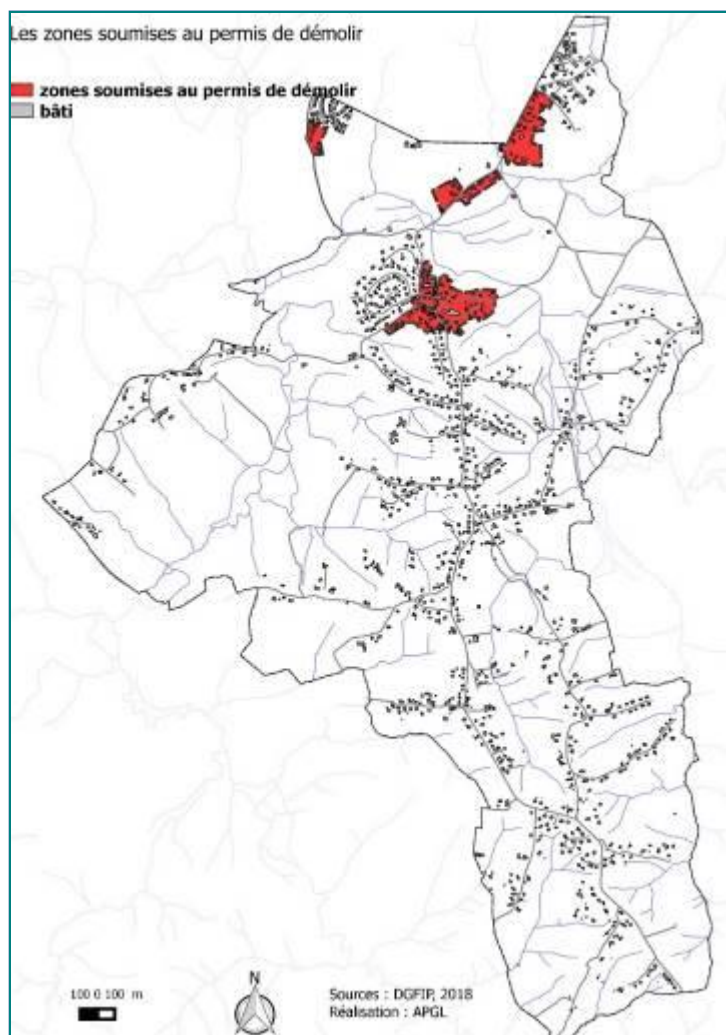 Les zones soumises au permis de démolir
zones soumises au permis de démolir
bâti
100 0 100 m
N
Sources : DGFIP, 2018
Réalisation : APGL